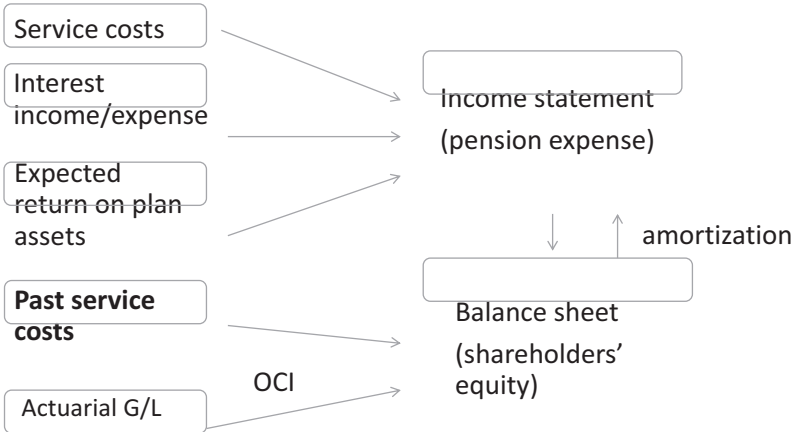 Service costs
Interest
income/expense
Expected
return on plan
assets
Past service
costs
Actuarial G/L
OCI
Income statement
(pension expense)
amortization
Balance sheet
(shareholders’
equity)